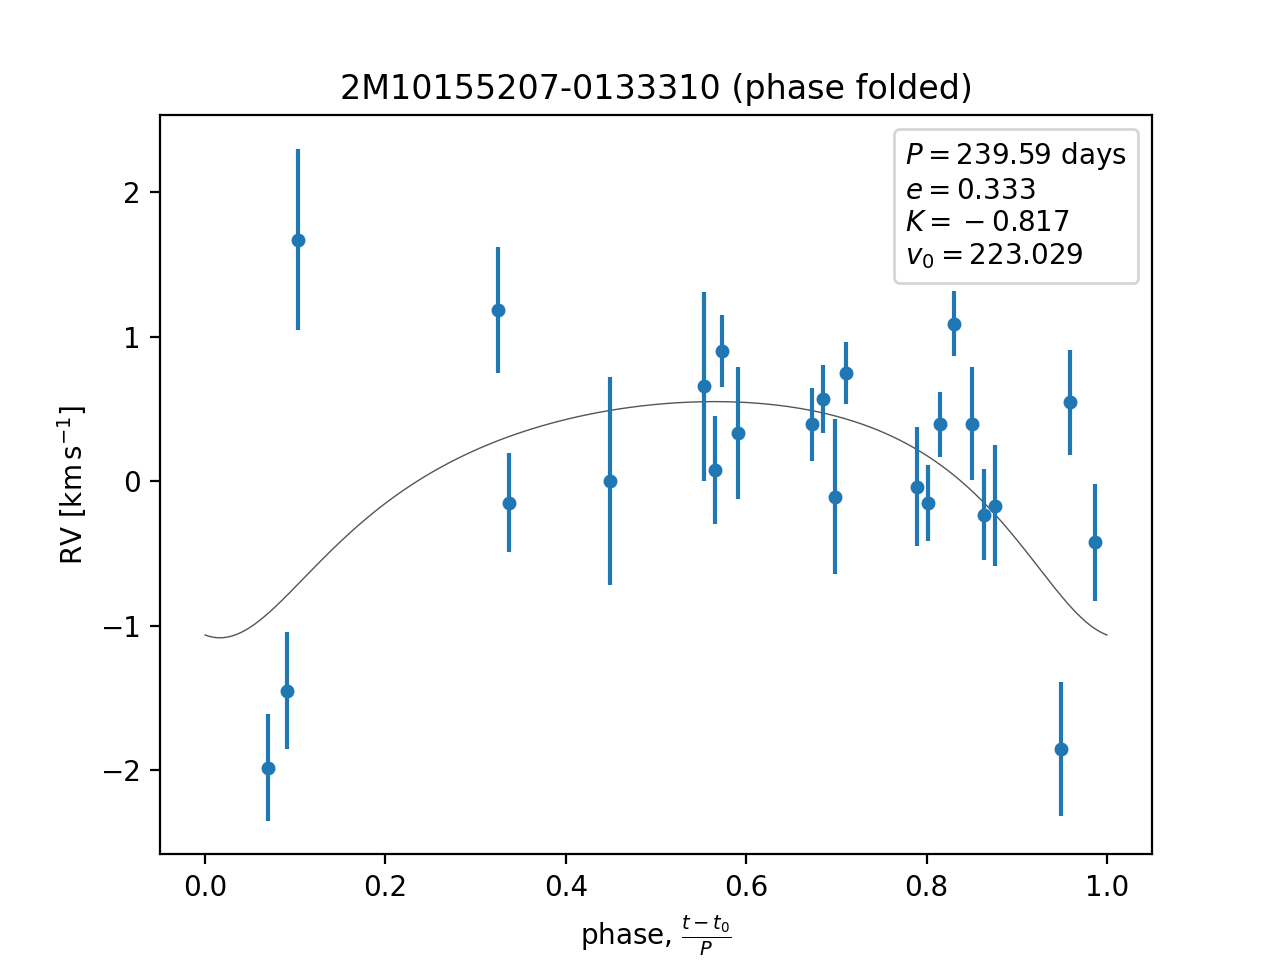 2M10155207-0133310 (phase folded)
P = 239.59 days
e = 0.333
K = −0.817
v₀ = 223.029
RV [km s⁻¹]
2
1
0
−1
−2
0.0 0.2 0.4 0.6 0.8 1.0
phase, (t − t₀)/P